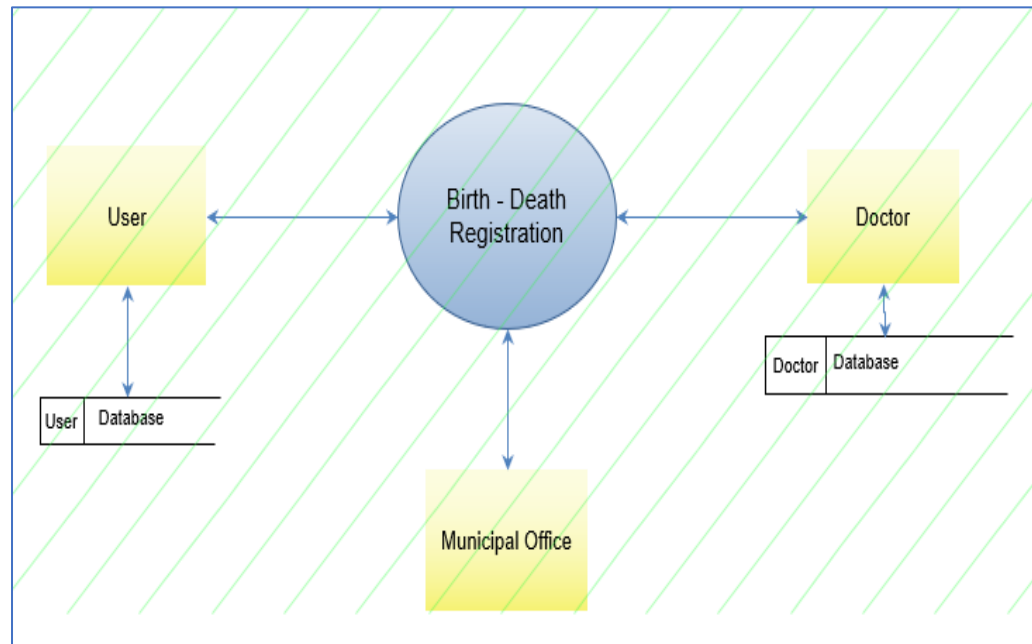 Birth - Death
Registration
User
Doctor
Doctor Database
User Database
Municipal Office